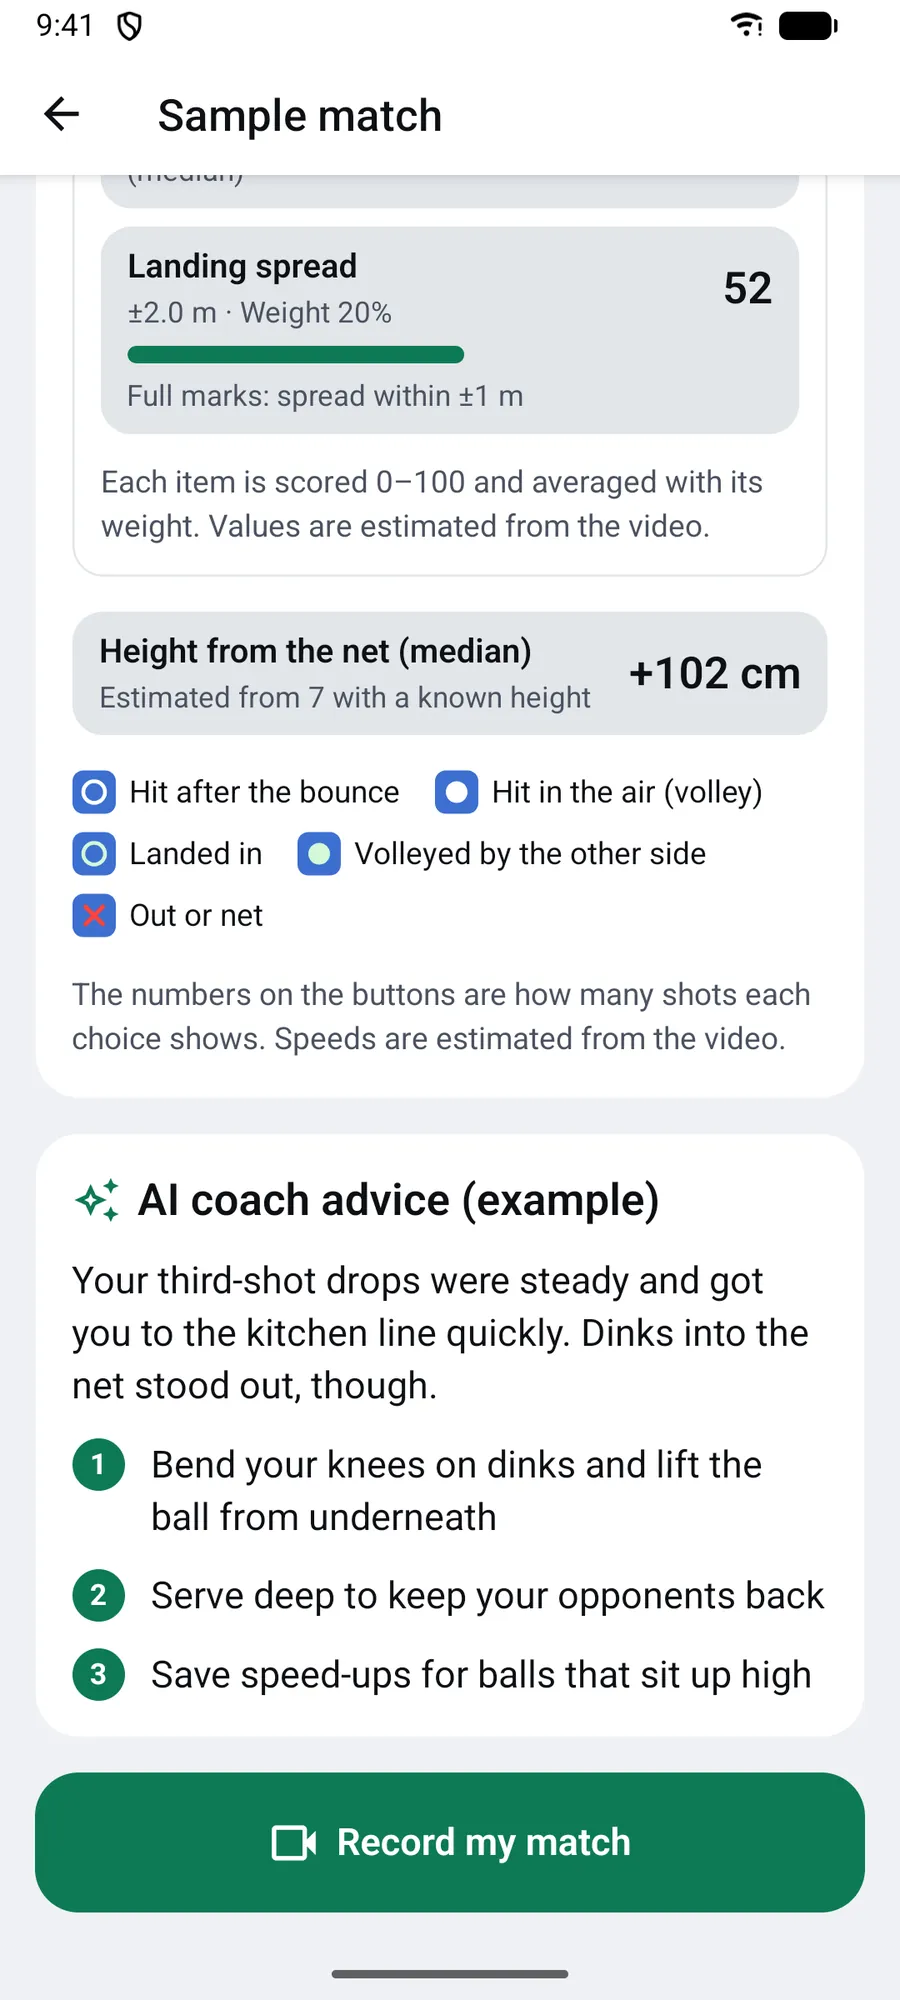 9:41
Sample match
(median)
Landing spread
±2.0 m · Weight 20%
52
Full marks: spread within ±1 m
Each item is scored 0–100 and averaged with its
weight. Values are estimated from the video.
Height from the net (median)
Estimated from 7 with a known height
+102 cm
Hit after the bounce
Hit in the air (volley)
Landed in
Volleyed by the other side
Out or net
The numbers on the buttons are how many shots each
choice shows. Speeds are estimated from the video.
AI coach advice (example)
Your third-shot drops were steady and got
you to the kitchen line quickly. Dinks into the
net stood out, though.
1 Bend your knees on dinks and lift the
ball from underneath
2 Serve deep to keep your opponents back
3 Save speed-ups for balls that sit up high
Record my match